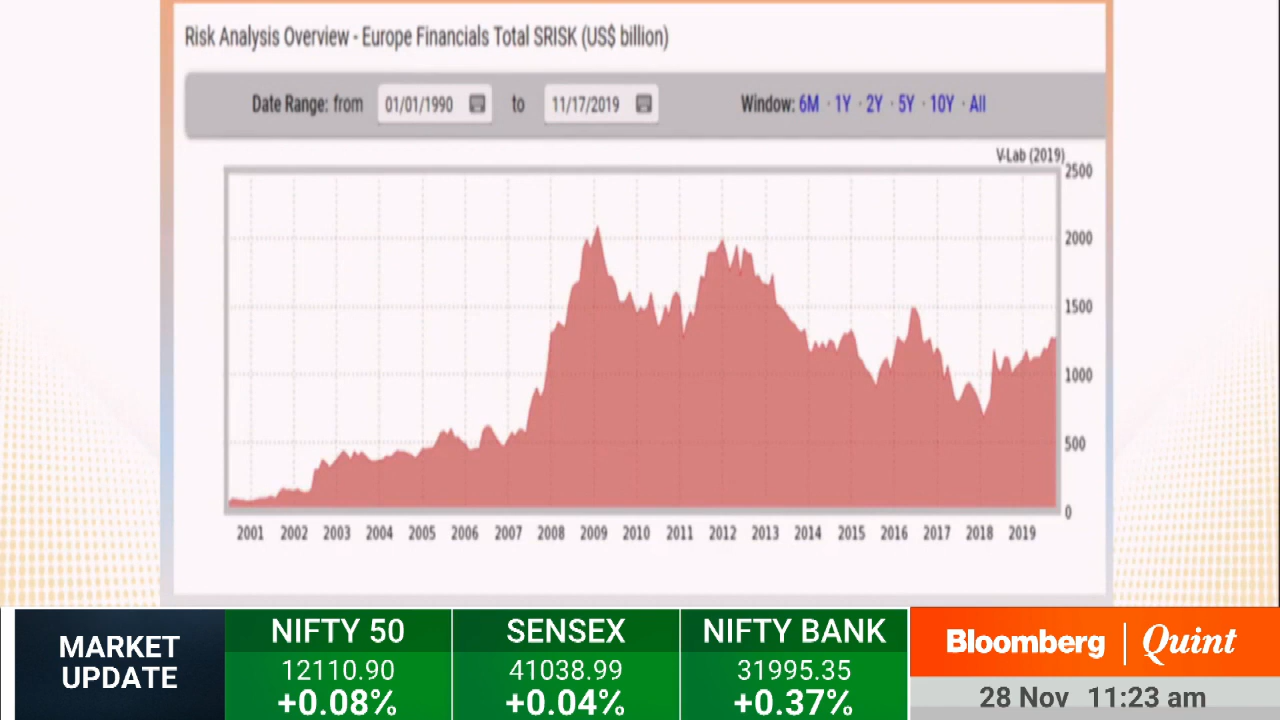 Risk Analysis Overview - Europe Financials Total SRISK (US$ billion)
Date Range: from 01/01/1990 to 11/17/2019 Window: 6M · 1Y · 2Y · 5Y · 10Y · All
V-Lab (2019)
2500
2000
1500
1000
500
0
2001 2002 2003 2004 2005 2006 2007 2008 2009 2010 2011 2012 2013 2014 2015 2016 2017 2018 2019
MARKET
UPDATE
NIFTY 50
12110.90
+0.08%
SENSEX
41038.99
+0.04%
NIFTY BANK
31995.35
+0.37%
Bloomberg | Quint
28 Nov 11:23 am